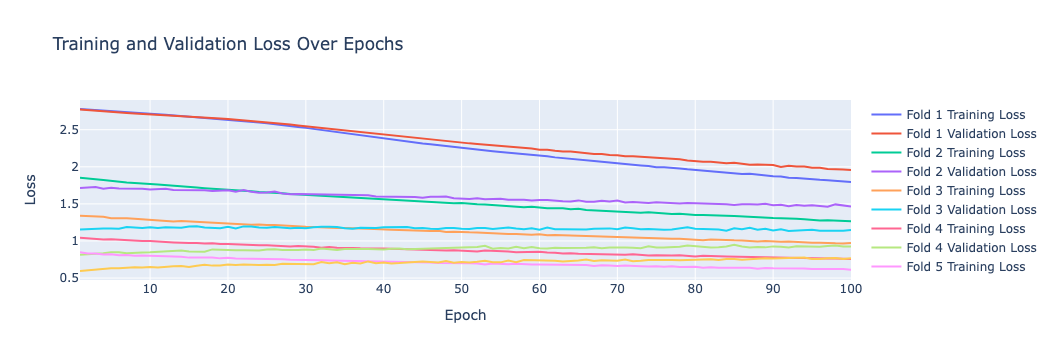 Training and Validation Loss Over Epochs
Loss
2.5
2
1.5
1
0.5
10 20 30 40 50 60 70 80 90 100
Epoch
Fold 1 Training Loss
Fold 1 Validation Loss
Fold 2 Training Loss
Fold 2 Validation Loss
Fold 3 Training Loss
Fold 3 Validation Loss
Fold 4 Training Loss
Fold 4 Validation Loss
Fold 5 Training Loss